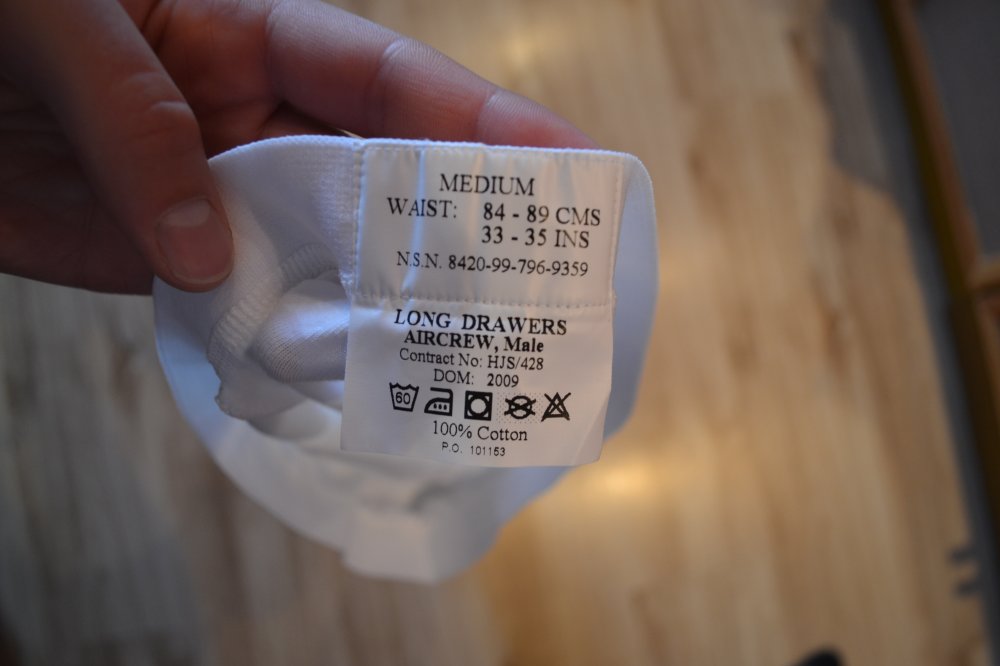 MEDIUM
WAIST: 84 - 89 CMS
33 - 35 INS
N.S.N. 8420-99-796-9359
LONG DRAWERS
AIRCREW, Male
Contract No: HJS/428
DOM: 2009
60
100% Cotton
P.O. 101153